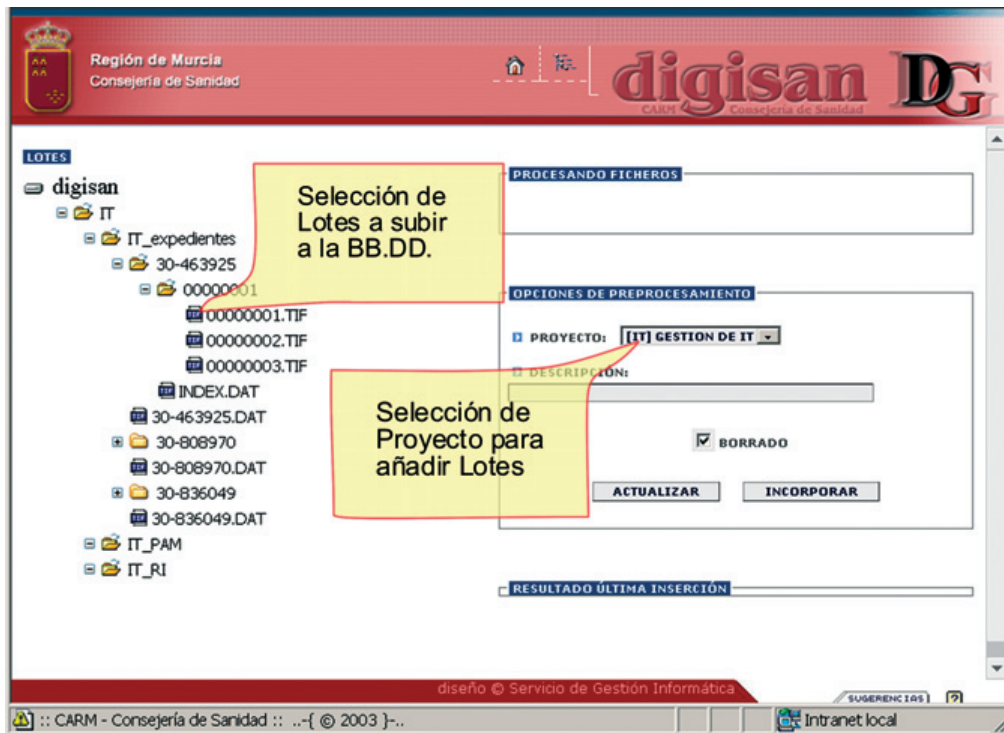 Región de Murcia
Consejería de Sanidad
digisan
CARM
Consejería de Sanidad
DG
LOTES
digisan
IT
IT_expedientes
30-463925
00000001
00000001.TIF
00000002.TIF
00000003.TIF
INDEX.DAT
30-463925.DAT
30-808970
30-808970.DAT
30-836049
30-836049.DAT
IT_PAM
IT_RI
Selección de
Lotes a subir
a la BB.DD.
PROCESANDO FICHEROS
OPCIONES DE PREPROCESAMIENTO
PROYECTO: [IT] GESTION DE IT
DESCRIPCIÓN:
Selección de
Proyecto para
añadir Lotes
BORRADO
ACTUALIZAR INCORPORAR
RESULTADO ÚLTIMA INSERCIÓN
diseño © Servicio de Gestión Informática
SUGERENCIAS ?
:: CARM - Consejería de Sanidad :: ..-{ © 2003 }-.. Intranet local